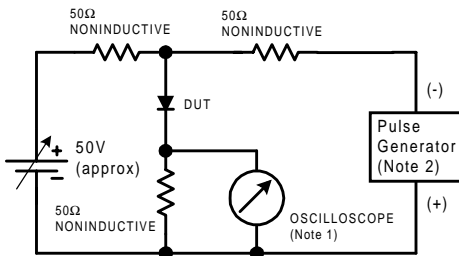 50Ω
NONINDUCTIVE
50Ω
NONINDUCTIVE
(-)
DUT
Pulse
Generator
(Note 2)
+
50V
(approx)
–
50Ω
NONINDUCTIVE
OSCILLOSCOPE
(Note 1)
(+)